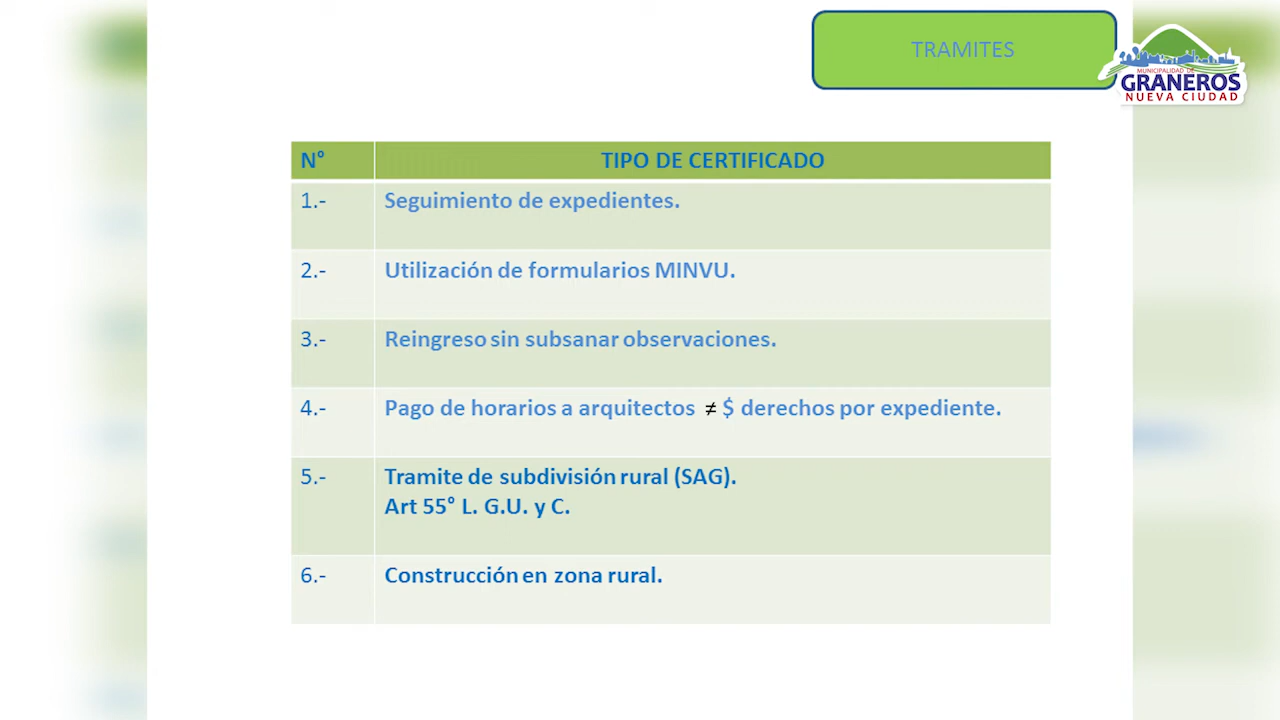 TRAMITES
MUNICIPALIDAD DE
GRANEROS
NUEVA CIUDAD
N° TIPO DE CERTIFICADO
1.- Seguimiento de expedientes.
2.- Utilización de formularios MINVU.
3.- Reingreso sin subsanar observaciones.
4.- Pago de horarios a arquitectos ≠ $ derechos por expediente.
5.- Tramite de subdivisión rural (SAG).
Art 55° L. G.U. y C.
6.- Construcción en zona rural.